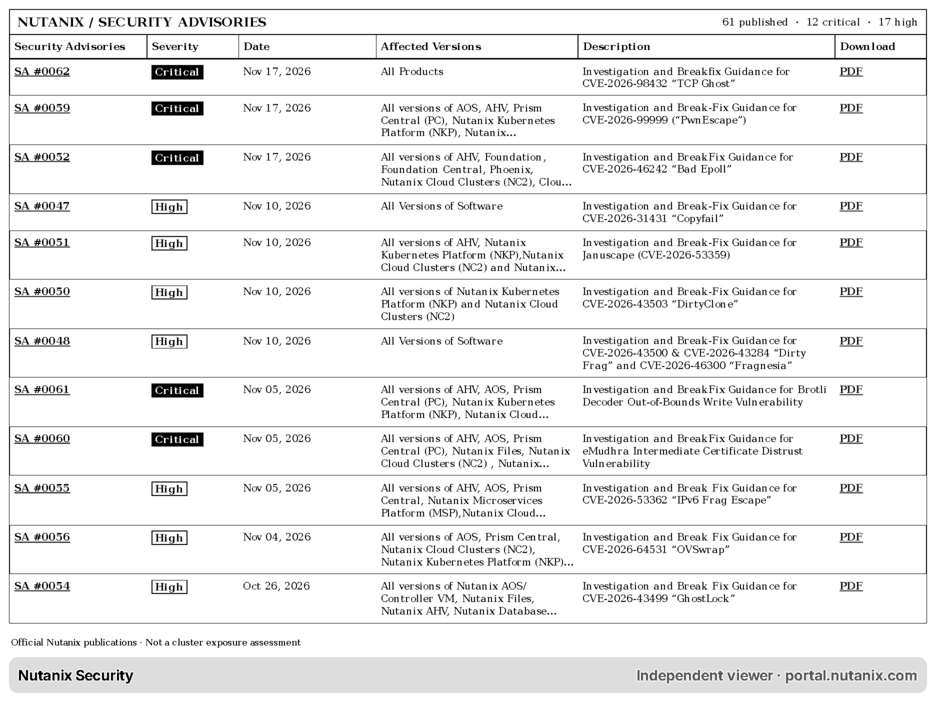 NUTANIX / SECURITY ADVISORIES
61 published · 12 critical · 17 high
Security Advisories Severity Date Affected Versions Description Download
SA #0062 Critical Nov 17, 2026 All Products Investigation and Breakfix Guidance for PDF
CVE-2026-98432 “TCP Ghost”
SA #0059 Critical Nov 17, 2026 All versions of AOS, AHV, Prism Investigation and Break-Fix Guidance for PDF
Central (PC), Nutanix Kubernetes CVE-2026-99999 (“PwnEscape”)
Platform (NKP), Nutanix...
SA #0052 Critical Nov 17, 2026 All versions of AHV, Foundation, Investigation and BreakFix Guidance for PDF
Foundation Central, Phoenix, CVE-2026-46242 “Bad Epoll”
Nutanix Cloud Clusters (NC2), Clou...
SA #0047 High Nov 10, 2026 All Versions of Software Investigation and Break-Fix Guidance for PDF
CVE-2026-31431 “Copyfail”
SA #0051 High Nov 10, 2026 All versions of AHV, Nutanix Investigation and Break-Fix Guidance for PDF
Kubernetes Platform (NKP),Nutanix Januscape (CVE-2026-53359)
Cloud Clusters (NC2) and Nutanix...
SA #0050 High Nov 10, 2026 All versions of Nutanix Kubernetes Investigation and Break-Fix Guidance for PDF
Platform (NKP) and Nutanix Cloud CVE-2026-43503 “DirtyClone”
Clusters (NC2)
SA #0048 High Nov 10, 2026 All Versions of Software Investigation and Break-Fix Guidance for PDF
CVE-2026-43500 & CVE-2026-43284 “Dirty
Frag” and CVE-2026-46300 “Fragnesia”
SA #0061 Critical Nov 05, 2026 All versions of AHV, AOS, Prism Investigation and BreakFix Guidance for Brotli PDF
Central (PC), Nutanix Kubernetes Decoder Out-of-Bounds Write Vulnerability
Platform (NKP), Nutanix Cloud...
SA #0060 Critical Nov 05, 2026 All versions of AHV, AOS, Prism Investigation and BreakFix Guidance for PDF
Central (PC), Nutanix Files, Nutanix eMudhra Intermediate Certificate Distrust
Cloud Clusters (NC2) , Nutanix... Vulnerability
SA #0055 High Nov 05, 2026 All versions of AHV, AOS, Prism Investigation and Break Fix Guidance for PDF
Central, Nutanix Microservices CVE-2026-53362 “IPv6 Frag Escape”
Platform (MSP),Nutanix Cloud...
SA #0056 High Nov 04, 2026 All versions of AOS, Prism Central, Investigation and Break Fix Guidance for PDF
Nutanix Cloud Clusters (NC2), CVE-2026-64531 “OVSwrap”
Nutanix Kubernetes Platform (NKP)...
SA #0054 High Oct 26, 2026 All versions of Nutanix AOS/ Investigation and Break Fix Guidance for PDF
Controller VM, Nutanix Files, CVE-2026-43499 “GhostLock”
Nutanix AHV, Nutanix Database...
Official Nutanix publications · Not a cluster exposure assessment
Nutanix Security
Independent viewer · portal.nutanix.com